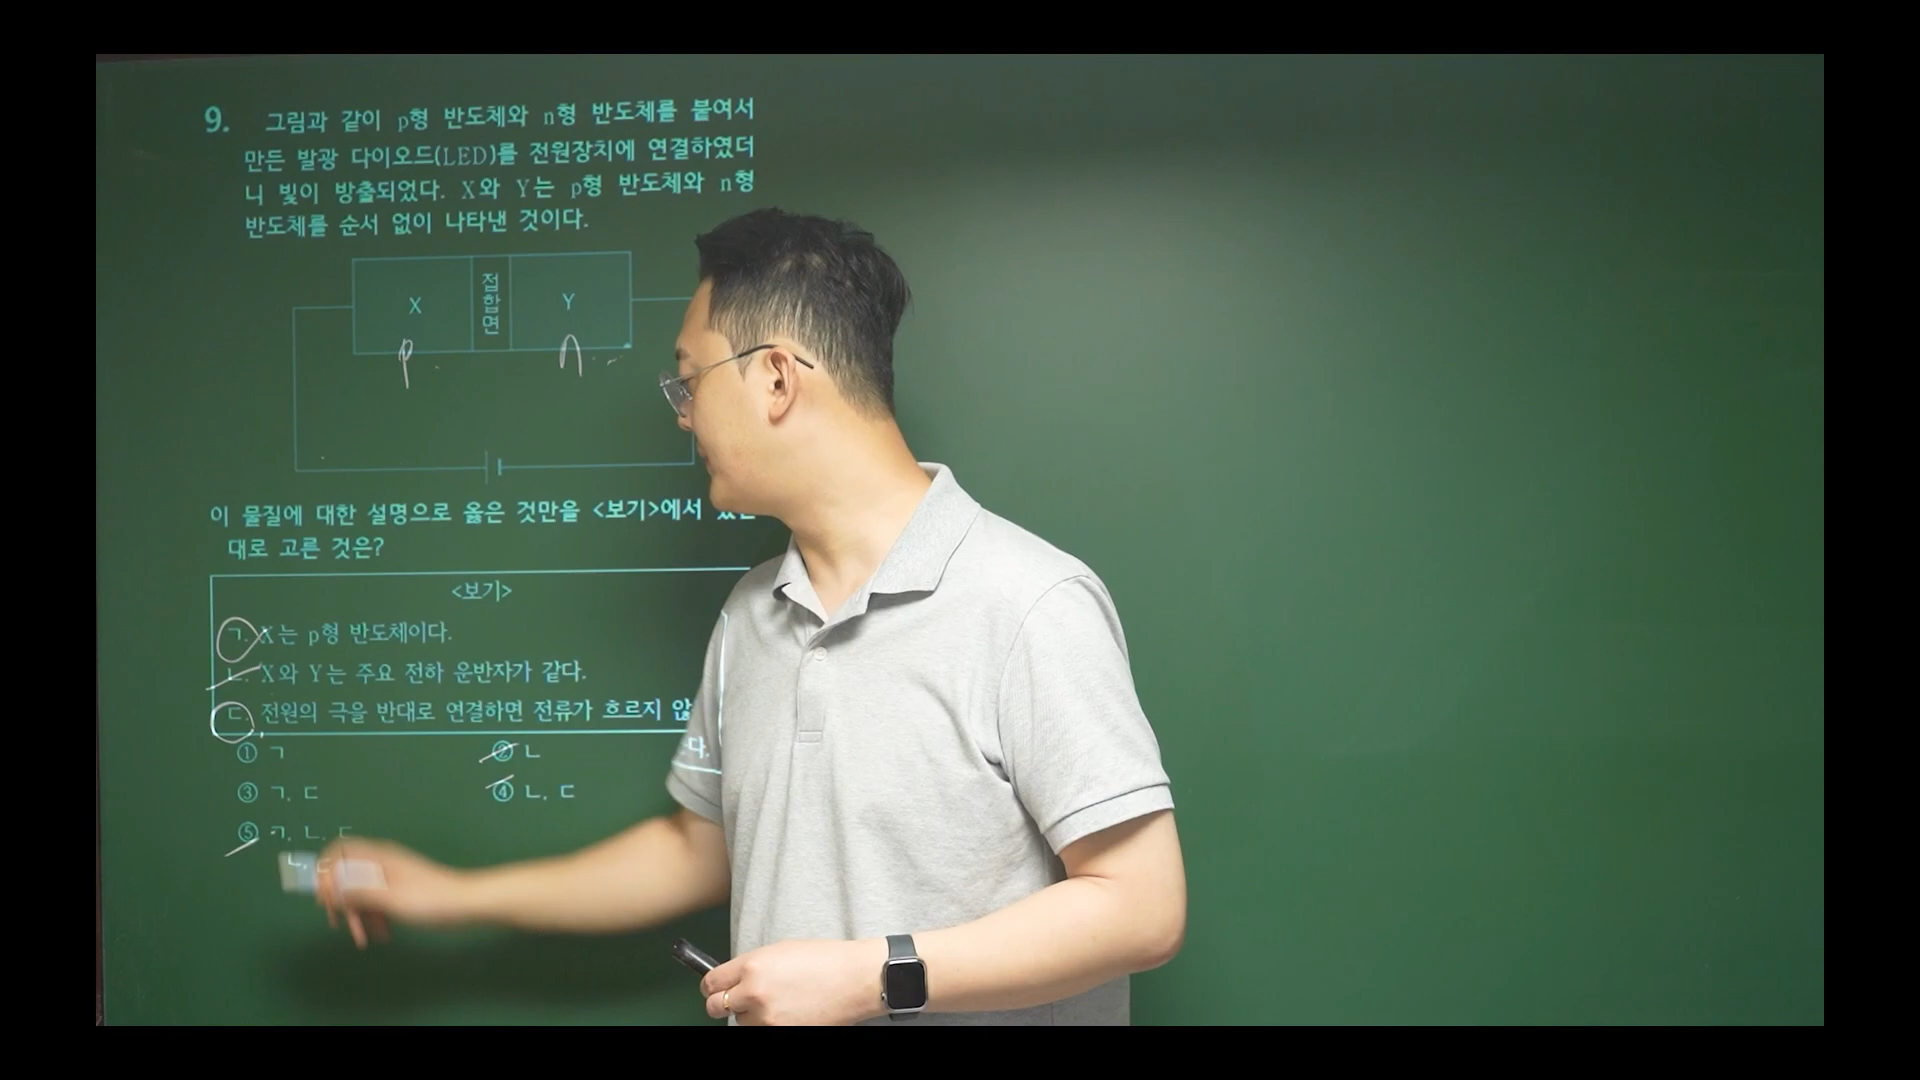 9. 그림과 같이 p형 반도체와 n형 반도체를 붙여서
만든 발광 다이오드(LED)를 전원장치에 연결하였더
니 빛이 방출되었다. X와 Y는 p형 반도체와 n형
반도체를 순서 없이 나타낸 것이다.
X 접합면 Y
p n
이 물질에 대한 설명으로 옳은 것만을 <보기>에서
대로 고른 것은?
<보기>
ㄱ. X는 p형 반도체이다.
ㄴ. X와 Y는 주요 전하 운반자가 같다.
ㄷ. 전원의 극을 반대로 연결하면 전류가 흐르지 않
다.
① ㄱ ② ㄴ
③ ㄱ, ㄷ ④ ㄴ, ㄷ
⑤ ㄱ, ㄴ, ㄷ